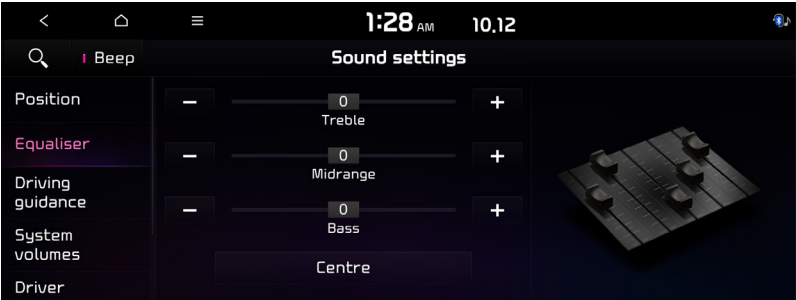 1:28 AM 10.12
Beep
Sound settings
Position
Equaliser
Driving
guidance
System
volumes
Driver
0
Treble
0
Midrange
0
Bass
Centre